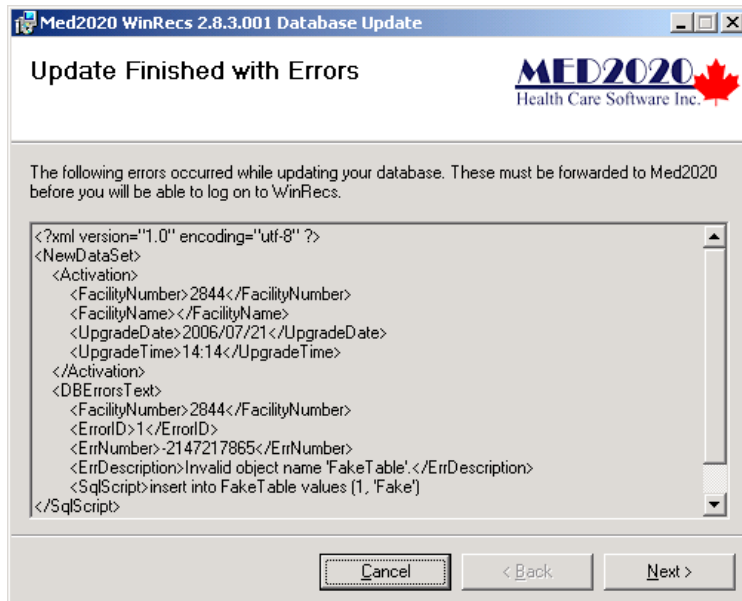 Med2020 WinRecs 2.8.3.001 Database Update
Update Finished with Errors
MED2020
Health Care Software Inc.
The following errors occurred while updating your database. These must be forwarded to Med2020
before you will be able to log on to WinRecs.
<?xml version="1.0" encoding="utf-8" ?>
<NewDataSet>
<Activation>
<FacilityNumber>2844</FacilityNumber>
<FacilityName></FacilityName>
<UpgradeDate>2006/07/21</UpgradeDate>
<UpgradeTime>14:14</UpgradeTime>
</Activation>
<DBErrorsText>
<FacilityNumber>2844</FacilityNumber>
<ErrorID>1</ErrorID>
<ErrNumber>-2147217865</ErrNumber>
<ErrDescription>Invalid object name 'FakeTable'.</ErrDescription>
<SqlScript>insert into FakeTable values (1, 'Fake')
</SqlScript>
Cancel
< Back
Next >